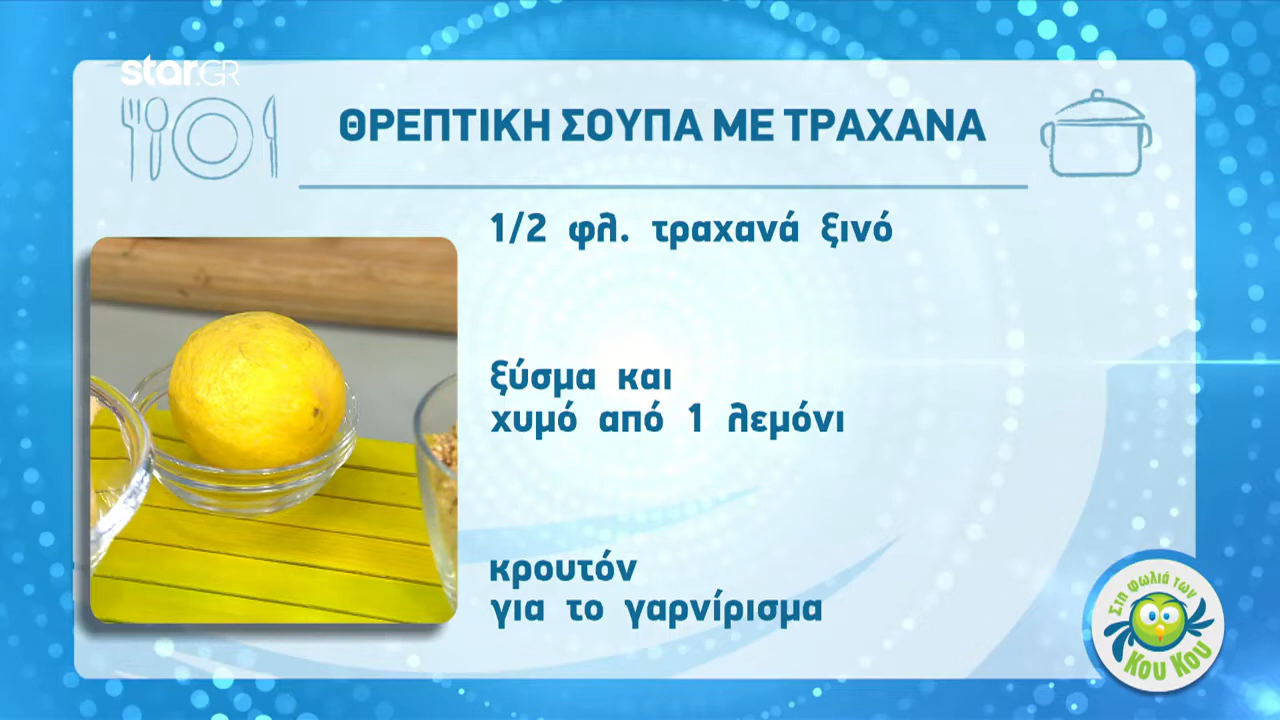 star.GR
ΘΡΕΠΤΙΚΗ ΣΟΥΠΑ ΜΕ ΤΡΑΧΑΝΑ
1/2 φλ. τραχανά ξινό
ξύσμα και
χυμό από 1 λεμόνι
κρουτόν
για το γαρνίρισμα
Στη φωλιά των
Κου Κου